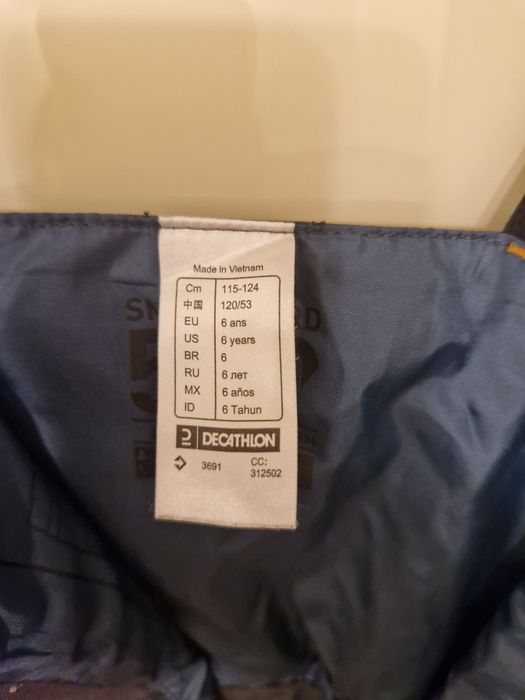 Made in Vietnam
Cm 115-124
中国 120/53
EU 6 ans
US 6 years
BR 6
RU 6 лет
MX 6 años
ID 6 Tahun
DECATHLON
3691 CC: 312502